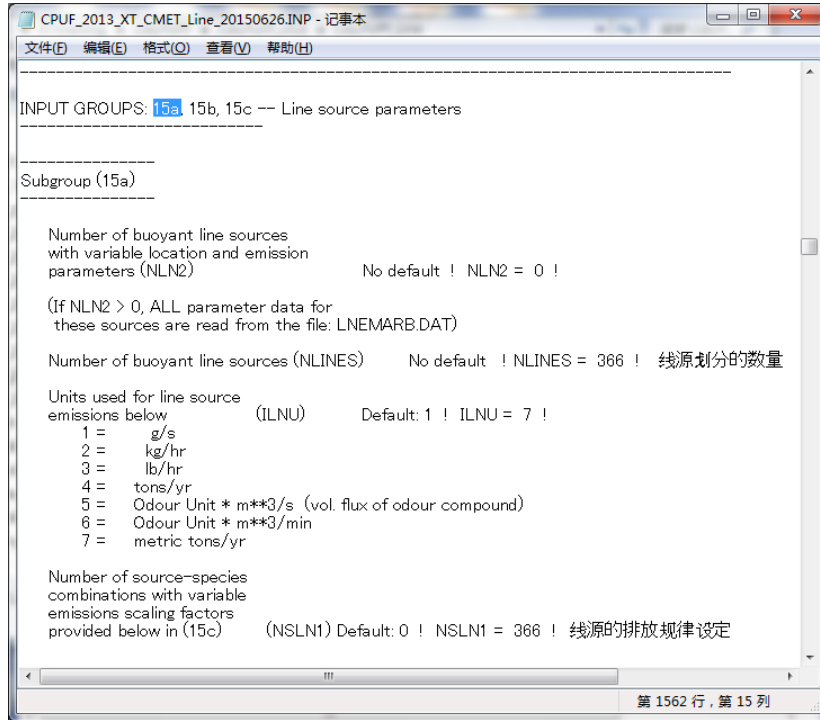 CPUF_2013_XT_CMET_Line_20150626.INP - 记事本
文件(F) 编辑(E) 格式(O) 查看(V) 帮助(H)
--------------------------------------------------------------------------------
INPUT GROUPS: 15a, 15b, 15c -- Line source parameters
---------------------------
---------------
Subgroup (15a)
---------------
Number of buoyant line sources
with variable location and emission
parameters (NLN2) No default ! NLN2 = 0 !
(If NLN2 > 0, ALL parameter data for
these sources are read from the file: LNEMARB.DAT)
Number of buoyant line sources (NLINES) No default ! NLINES = 366 ! 线源划分的数量
Units used for line source
emissions below (ILNU) Default: 1 ! ILNU = 7 !
1 = g/s
2 = kg/hr
3 = lb/hr
4 = tons/yr
5 = Odour Unit * m**3/s (vol. flux of odour compound)
6 = Odour Unit * m**3/min
7 = metric tons/yr
Number of source-species
combinations with variable
emissions scaling factors
provided below in (15c) (NSLN1) Default: 0 ! NSLN1 = 366 ! 线源的排放规律设定
第 1562 行，第 15 列